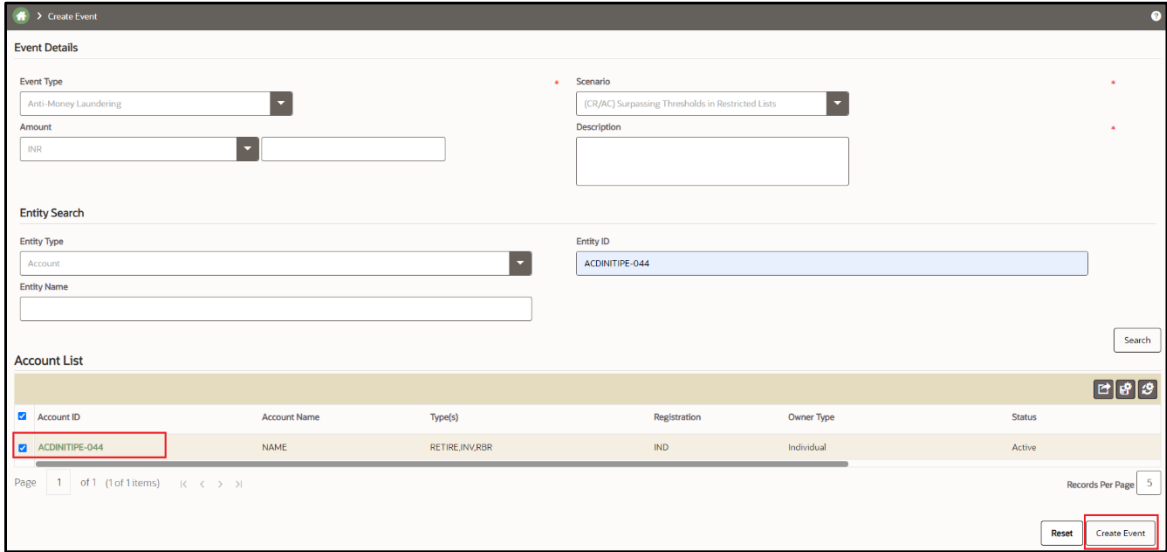 > Create Event ?
Event Details
Event Type * Scenario *
Anti-Money Laundering (CR/AC) Surpassing Thresholds in Restricted Lists
Amount Description *
INR
Entity Search
Entity Type Entity ID
Account ACDINITIPE-044
Entity Name
Search
Account List
Account ID Account Name Type(s) Registration Owner Type Status
ACDINITIPE-044 NAME RETIRE,INV,RBR IND Individual Active
Page 1 of 1 (1 of 1 items) Records Per Page 5
Reset Create Event